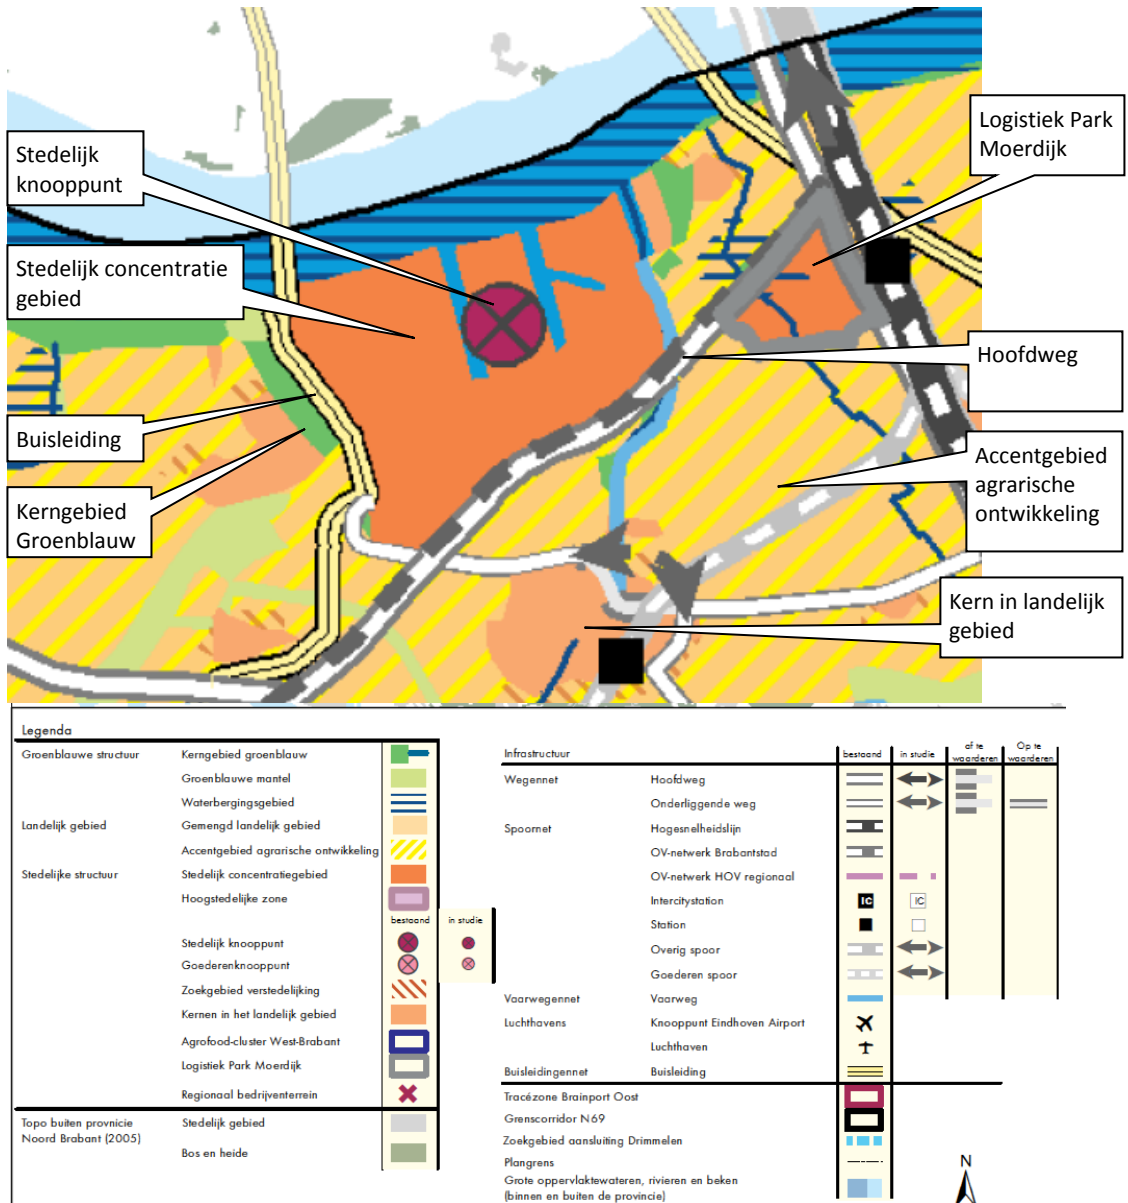 Stedelijk
knooppunt
Stedelijk concentratie
gebied
Buisleiding
Kerngebied
Groenblauw
Logistiek Park
Moerdijk
Hoofdweg
Accentgebied
agrarische
ontwikkeling
Kern in landelijk
gebied
Legenda
Groenblauwe structuur
Kerngebied groenblauw
Groenblauwe mantel
Waterbergingsgebied
Landelijk gebied
Gemengd landelijk gebied
Accentgebied agrarische ontwikkeling
Stedelijke structuur
Stedelijk concentratiegebied
Hoogstedelijke zone
bestaand
in studie
Stedelijk knooppunt
Goederenknooppunt
Zoekgebied verstedelijking
Kernen in het landelijk gebied
Agrofood-cluster West-Brabant
Logistiek Park Moerdijk
Regionaal bedrijventerrein
Topo buiten provnicie
Noord Brabant (2005)
Stedelijk gebied
Bos en heide
Infrastructuur
bestaand
in studie
af te
waarderen
Op te
waarderen
Wegennet
Hoofdweg
Onderliggende weg
Spoornet
Hogesnelheidslijn
OV-netwerk Brabantstad
OV-netwerk HOV regionaal
Intercitystation
IC
IC
Station
Overig spoor
Goederen spoor
Vaarwegennet
Vaarweg
Luchthavens
Knooppunt Eindhoven Airport
Luchthaven
Buisleidingennet
Buisleiding
Tracézone Brainport Oost
Grenscorridor N69
Zoekgebied aansluiting Drimmelen
Plangrens
Grote oppervlaktewateren, rivieren en beken
(binnen en buiten de provincie)
N